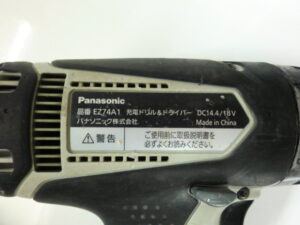 Panasonic
品番 EZ74A1 充電ドリル&ドライバー DC14.4/18V
パナソニック株式会社 Made in China
⚠警告 ご使用前に取扱説明書を
必ずよくお読みください。